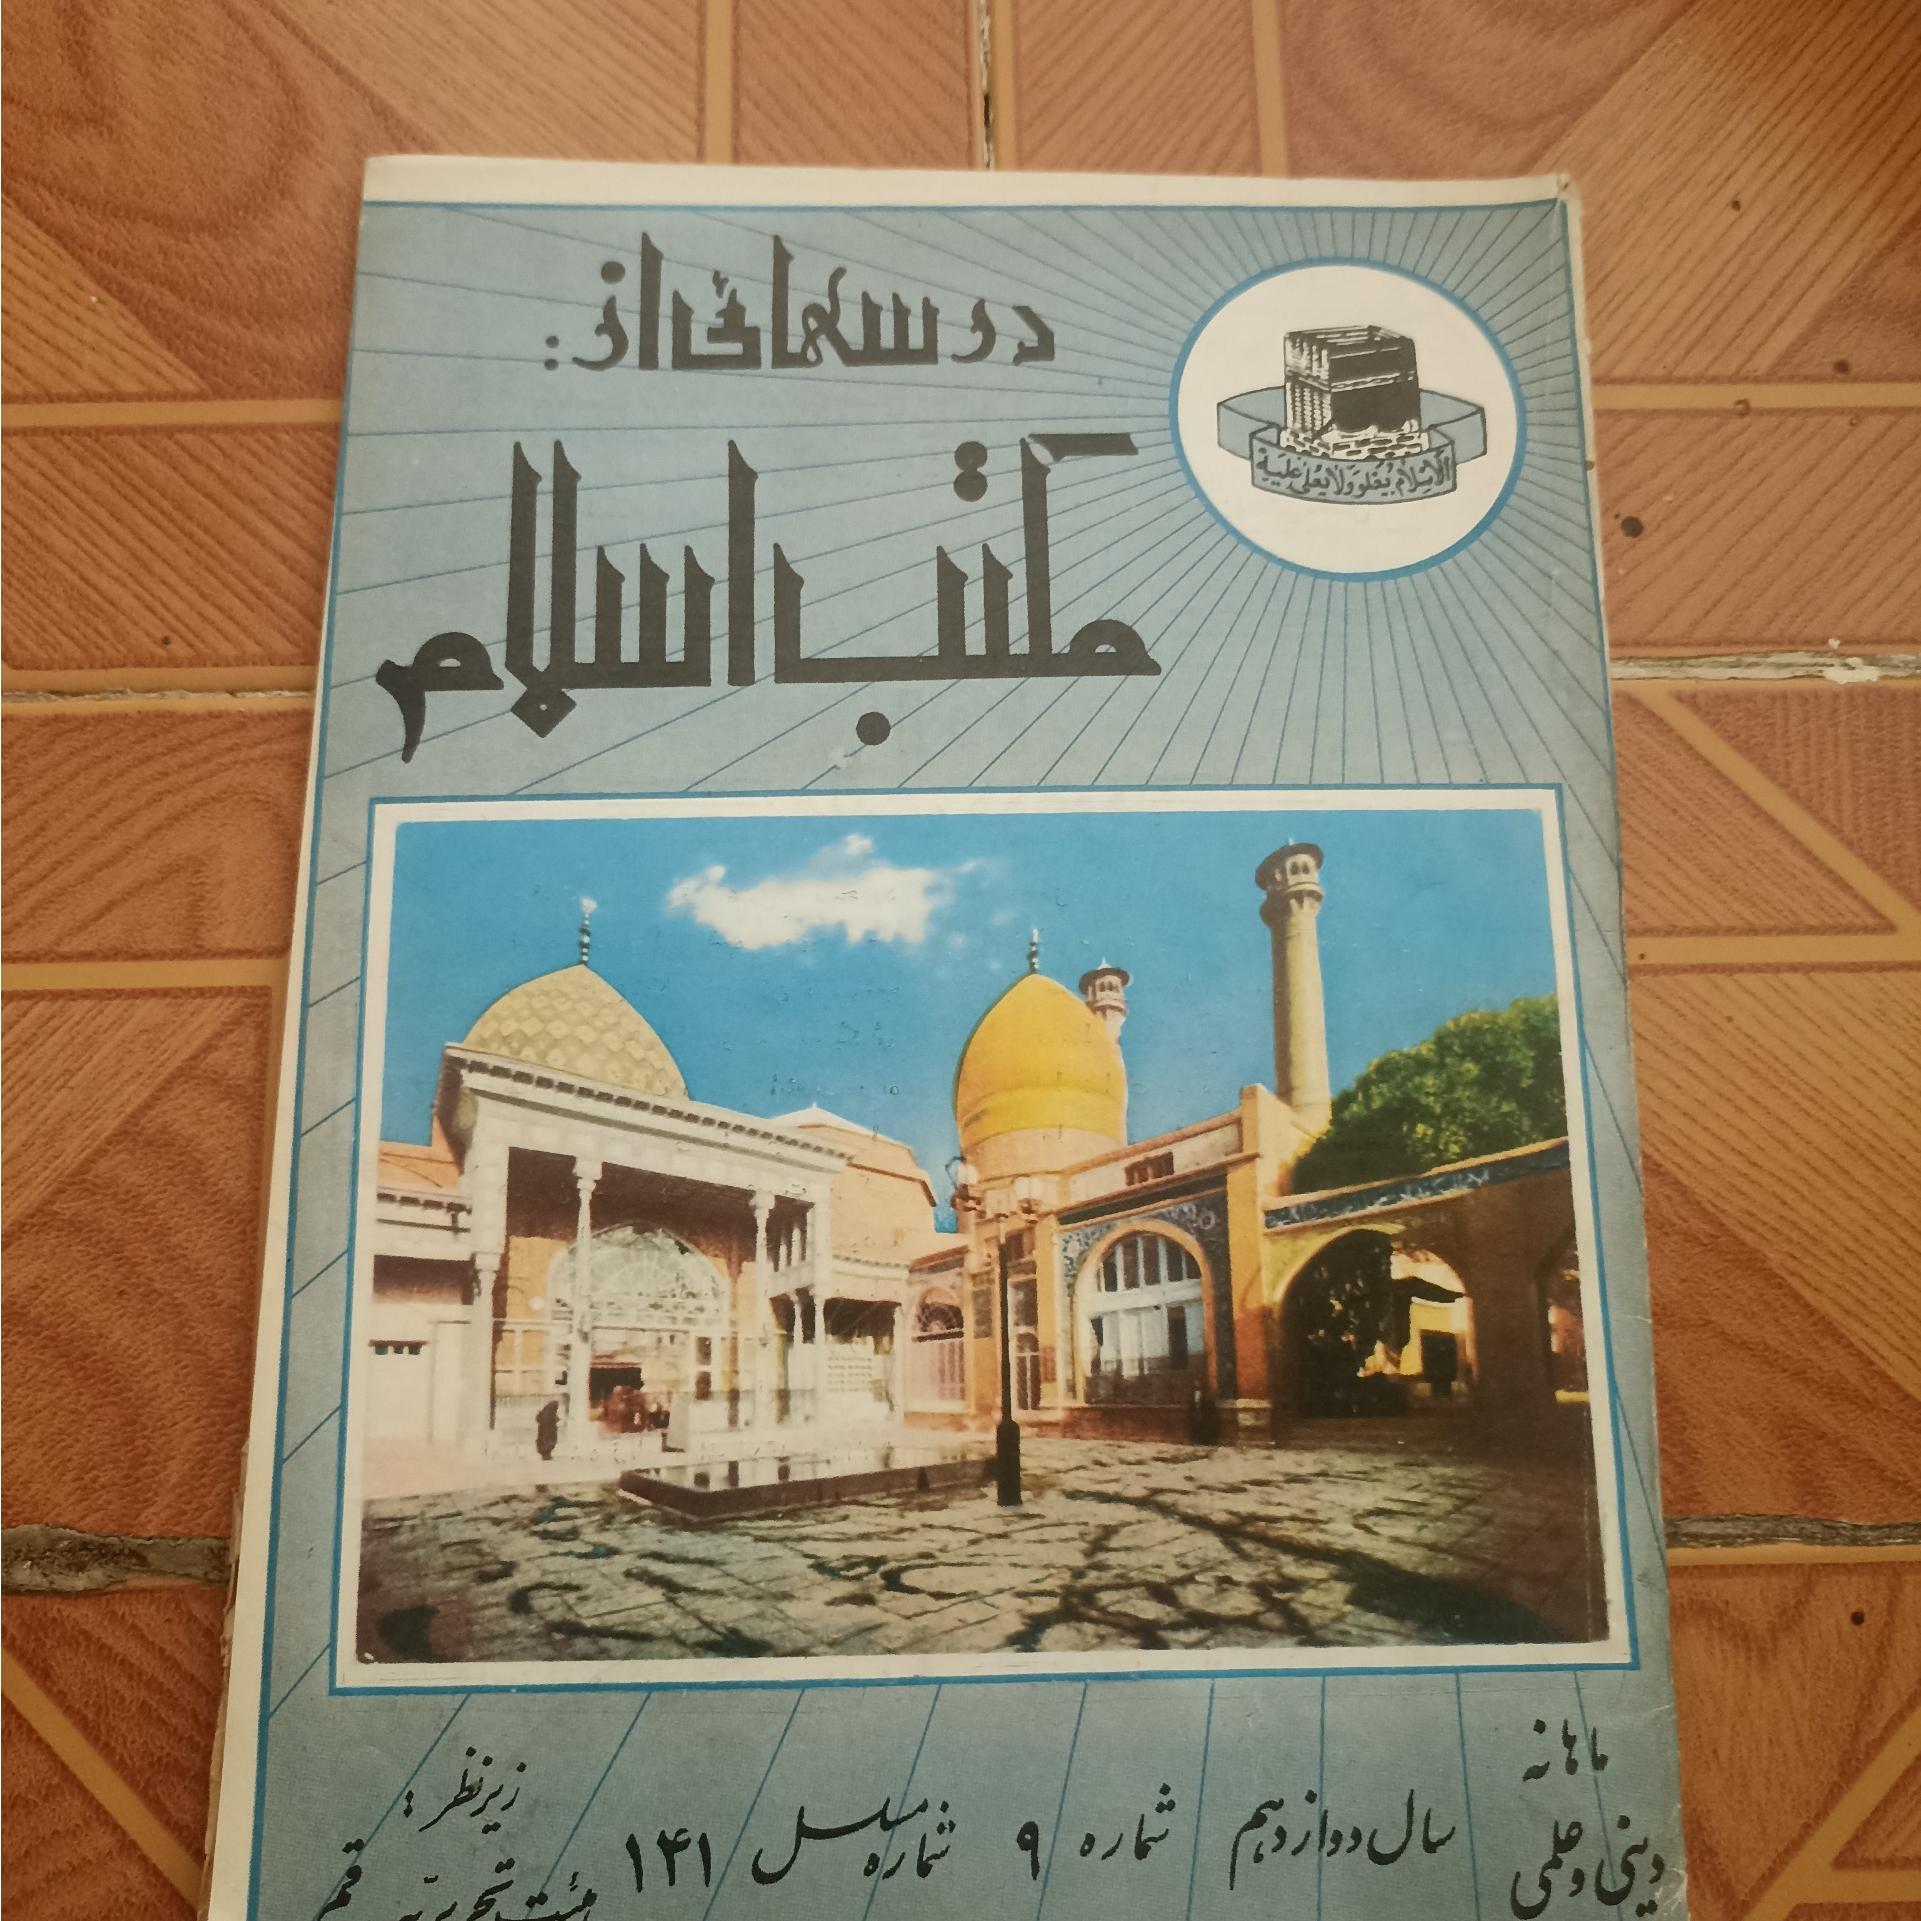 درسهائی از:
مکتب اسلام
الاسلام یعلو ولا یعلی علیه
ماهانه
دینی و علمی
سال دوازدهم
شماره ۹
شماره مسلسل ۱۴۱
زیر نظر:
هیئت تحریریه قم